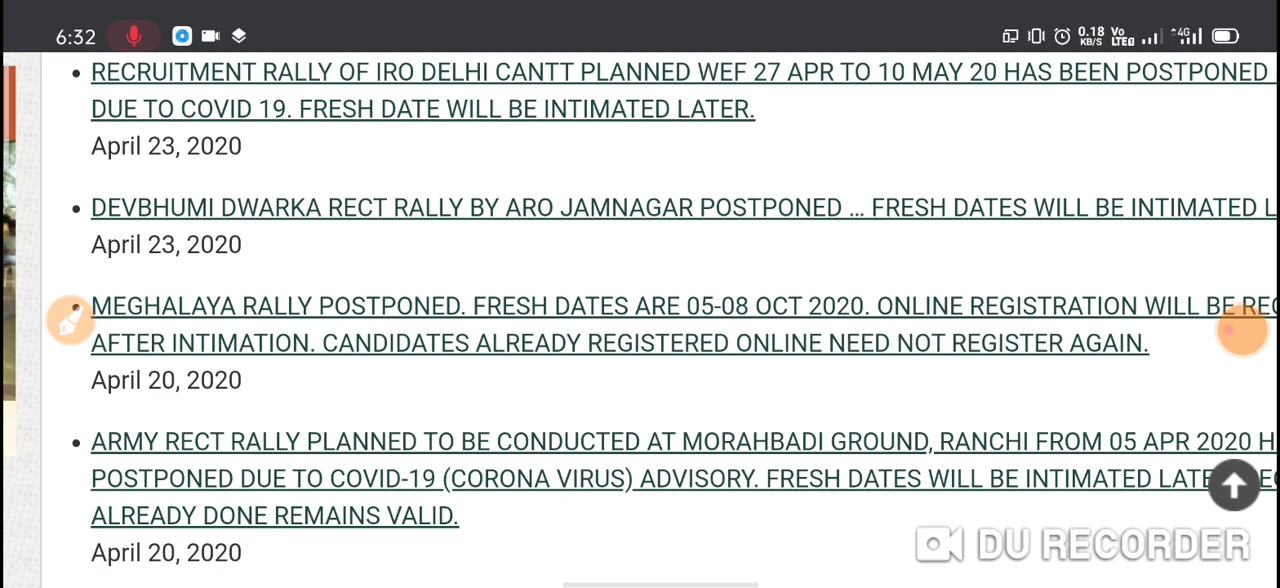 6:32 0.18 KB/S Vo LTE 4G
RECRUITMENT RALLY OF IRO DELHI CANTT PLANNED WEF 27 APR TO 10 MAY 20 HAS BEEN POSTPONED
DUE TO COVID 19. FRESH DATE WILL BE INTIMATED LATER.
April 23, 2020
DEVBHUMI DWARKA RECT RALLY BY ARO JAMNAGAR POSTPONED ... FRESH DATES WILL BE INTIMATED L
April 23, 2020
MEGHALAYA RALLY POSTPONED. FRESH DATES ARE 05-08 OCT 2020. ONLINE REGISTRATION WILL BE
AFTER INTIMATION. CANDIDATES ALREADY REGISTERED ONLINE NEED NOT REGISTER AGAIN.
April 20, 2020
ARMY RECT RALLY PLANNED TO BE CONDUCTED AT MORAHBADI GROUND, RANCHI FROM 05 APR 2020 H
POSTPONED DUE TO COVID-19 (CORONA VIRUS) ADVISORY. FRESH DATES WILL BE INTIMATED LATE
ALREADY DONE REMAINS VALID.
April 20, 2020
DU RECORDER